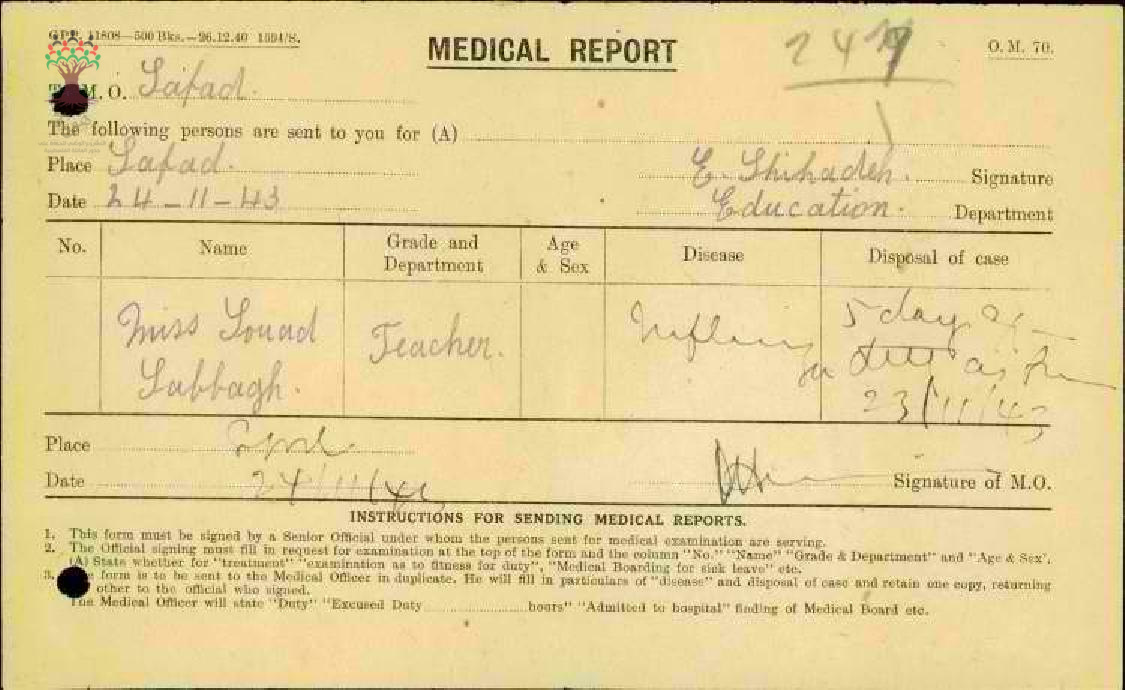 GPP. 11808—500 Bks.—26.12.40 1594/S.
MEDICAL REPORT
O. M. 70.
M. O. Safad.
The following persons are sent to you for (A)
Place Safad.
E. Shihadeh. Signature
Date 24-11-43
Education. Department
No. Name Grade and Department Age & Sex Disease Disposal of case
Miss Souad Teacher. 5 day
Sabbagh.
23/11/43
Place
Date 24/11/43
Signature of M.O.
INSTRUCTIONS FOR SENDING MEDICAL REPORTS.
1. This form must be signed by a Senior Official under whom the persons sent for medical examination are serving.
2. The Official signing must fill in request for examination at the top of the form and the column "No." "Name" "Grade & Department" and "Age & Sex".
(A) State whether for "treatment" "examination as to fitness for duty", "Medical Boarding for sick leave" etc.
3. form is to be sent to the Medical Officer in duplicate. He will fill in particulars of "disease" and disposal of case and retain one copy, returning
other to the official who signed.
The Medical Officer will state "Duty" "Excused Duty hours" "Admitted to hospital" finding of Medical Board etc.